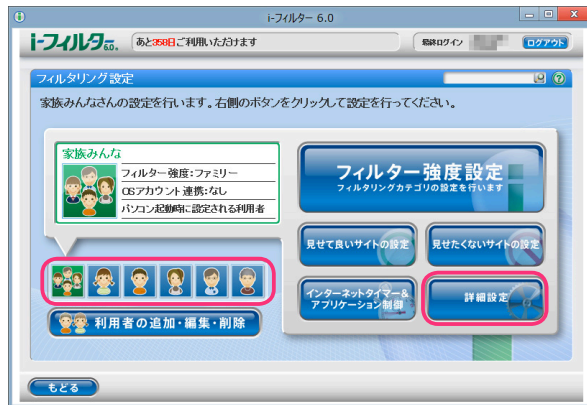 i-フィルター 6.0
i-フィルタ6.0. あと358日ご利用いただけます 最終ログイン ログアウト
フィルタリング設定
家族みんなさんの設定を行います。右側のボタンをクリックして設定を行ってください。
家族みんな
フィルター強度:ファミリー
OSアカウント連携:なし
パソコン起動時に設定される利用者
フィルター強度設定
フィルタリングカテゴリの設定を行います
見せて良いサイトの設定 見せたくないサイトの設定
インターネットタイマー&
アプリケーション制御
詳細設定
利用者の追加・編集・削除
もどる